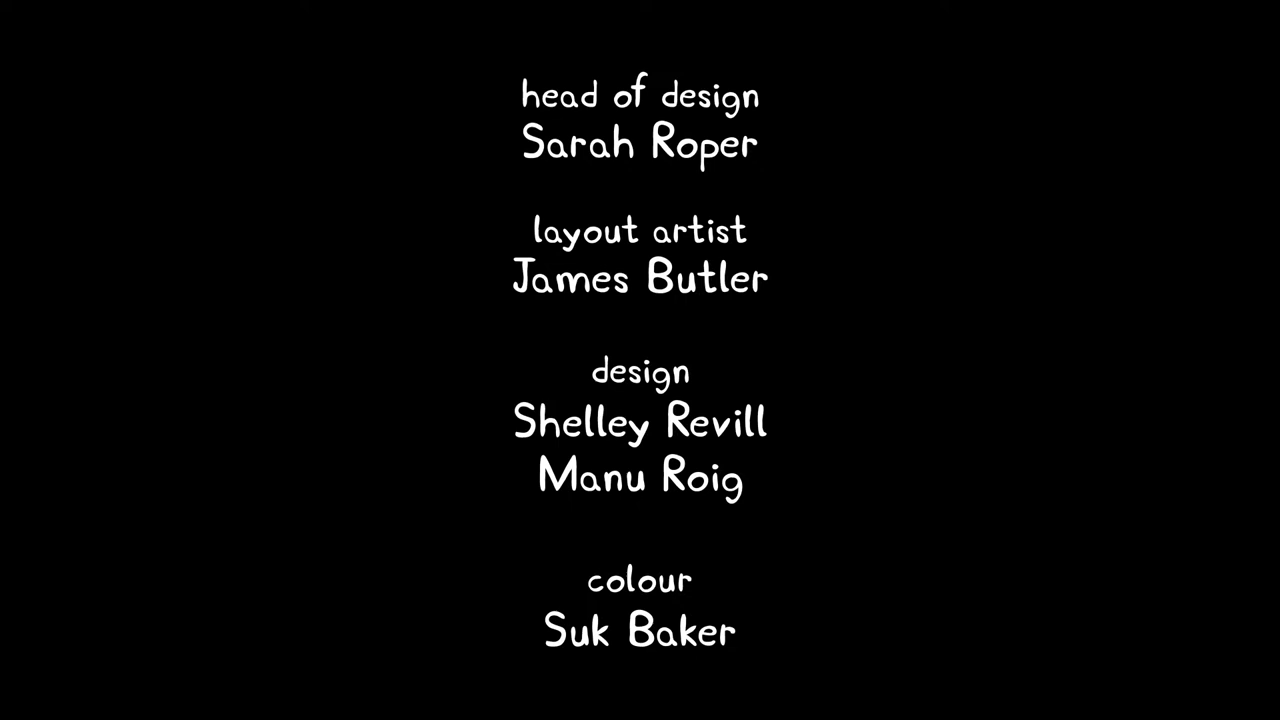 head of design
Sarah Roper
layout artist
James Butler
design
Shelley Revill
Manu Roig
colour
Suk Baker